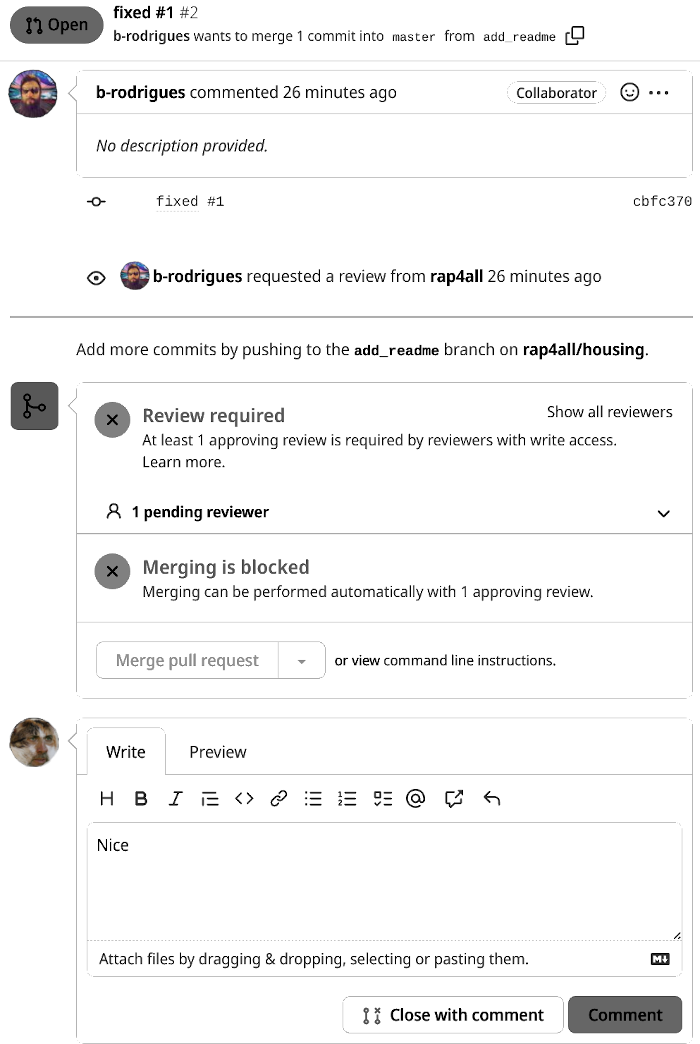 Open
fixed #1 #2
b-rodrigues wants to merge 1 commit into master from add_readme
b-rodrigues commented 26 minutes ago
Collaborator
No description provided.
fixed #1
cbfc370
b-rodrigues requested a review from rap4all 26 minutes ago
Add more commits by pushing to the add_readme branch on rap4all/housing.
Review required
Show all reviewers
At least 1 approving review is required by reviewers with write access.
Learn more.
1 pending reviewer
Merging is blocked
Merging can be performed automatically with 1 approving review.
Merge pull request
or view command line instructions.
Write Preview
Nice
Attach files by dragging & dropping, selecting or pasting them.
Close with comment
Comment